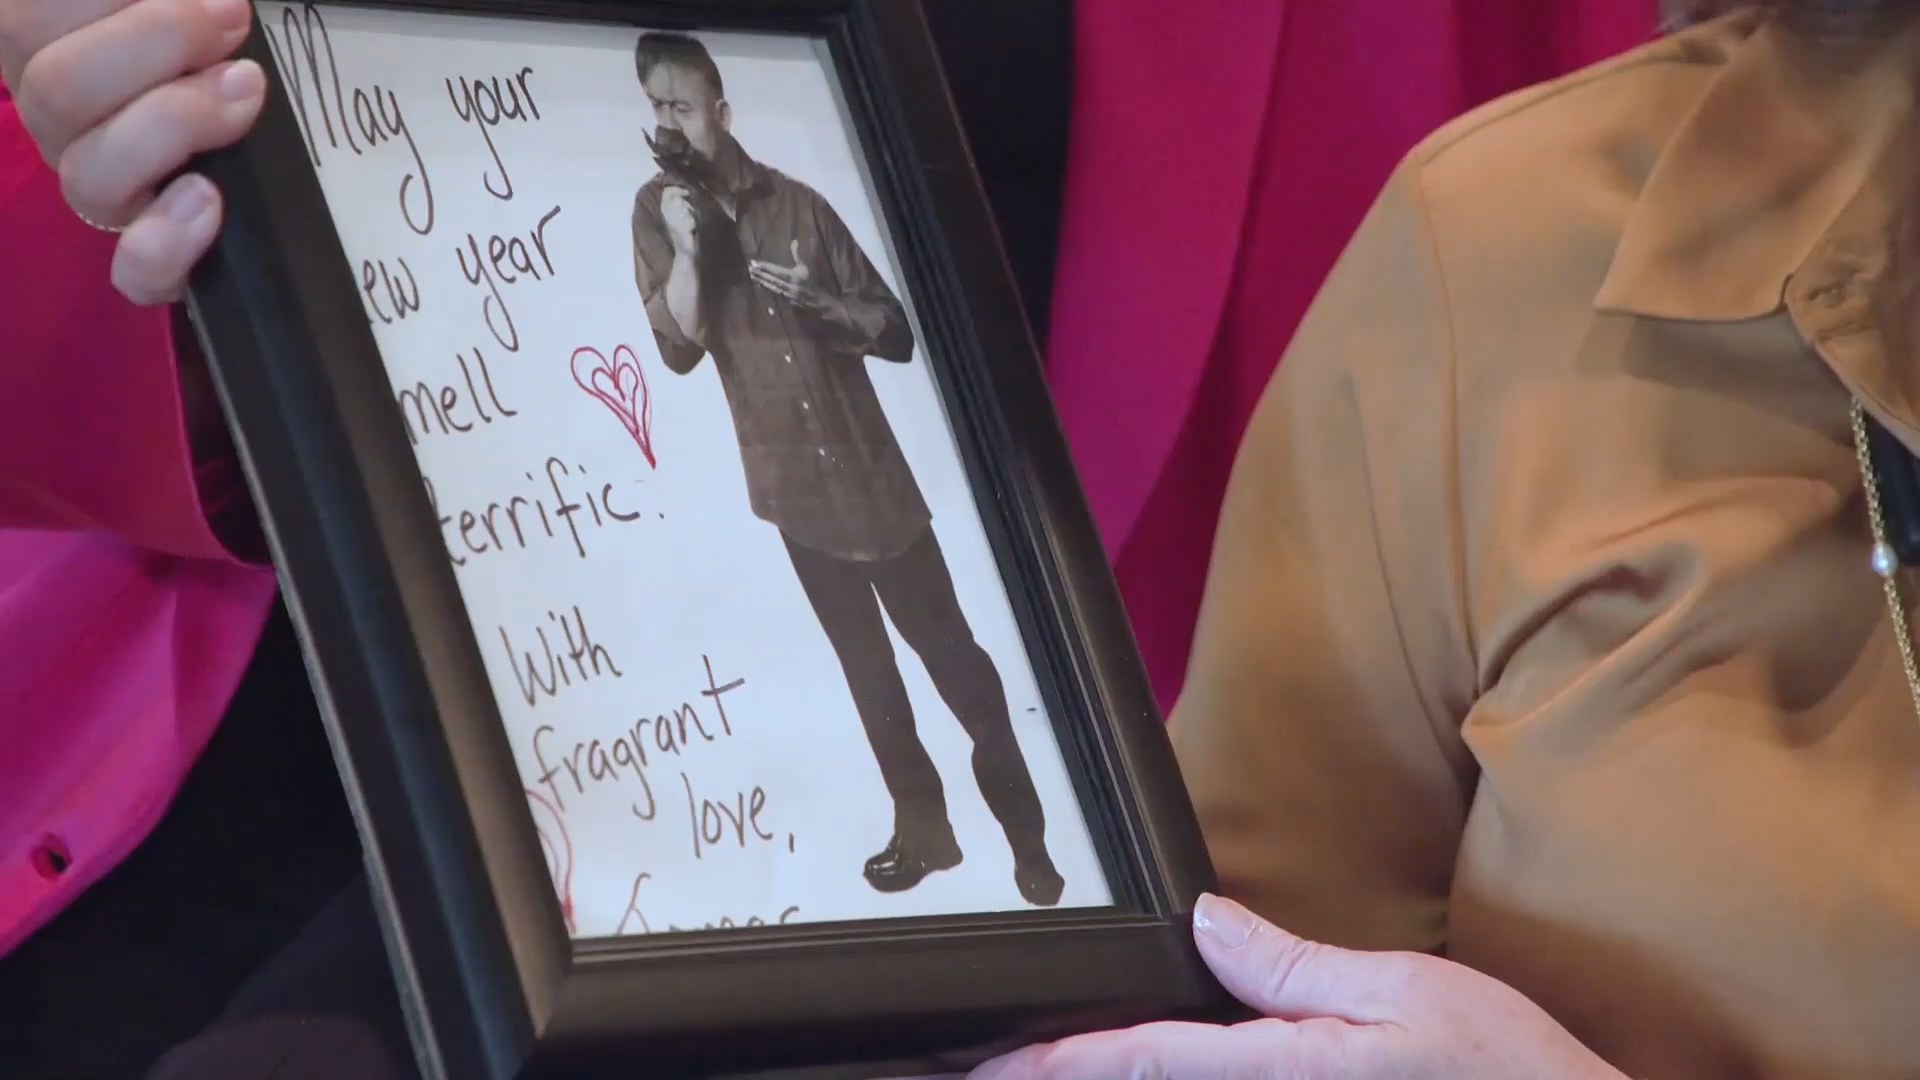 May your
ew year
mell
terrific.
With
fragrant
love,